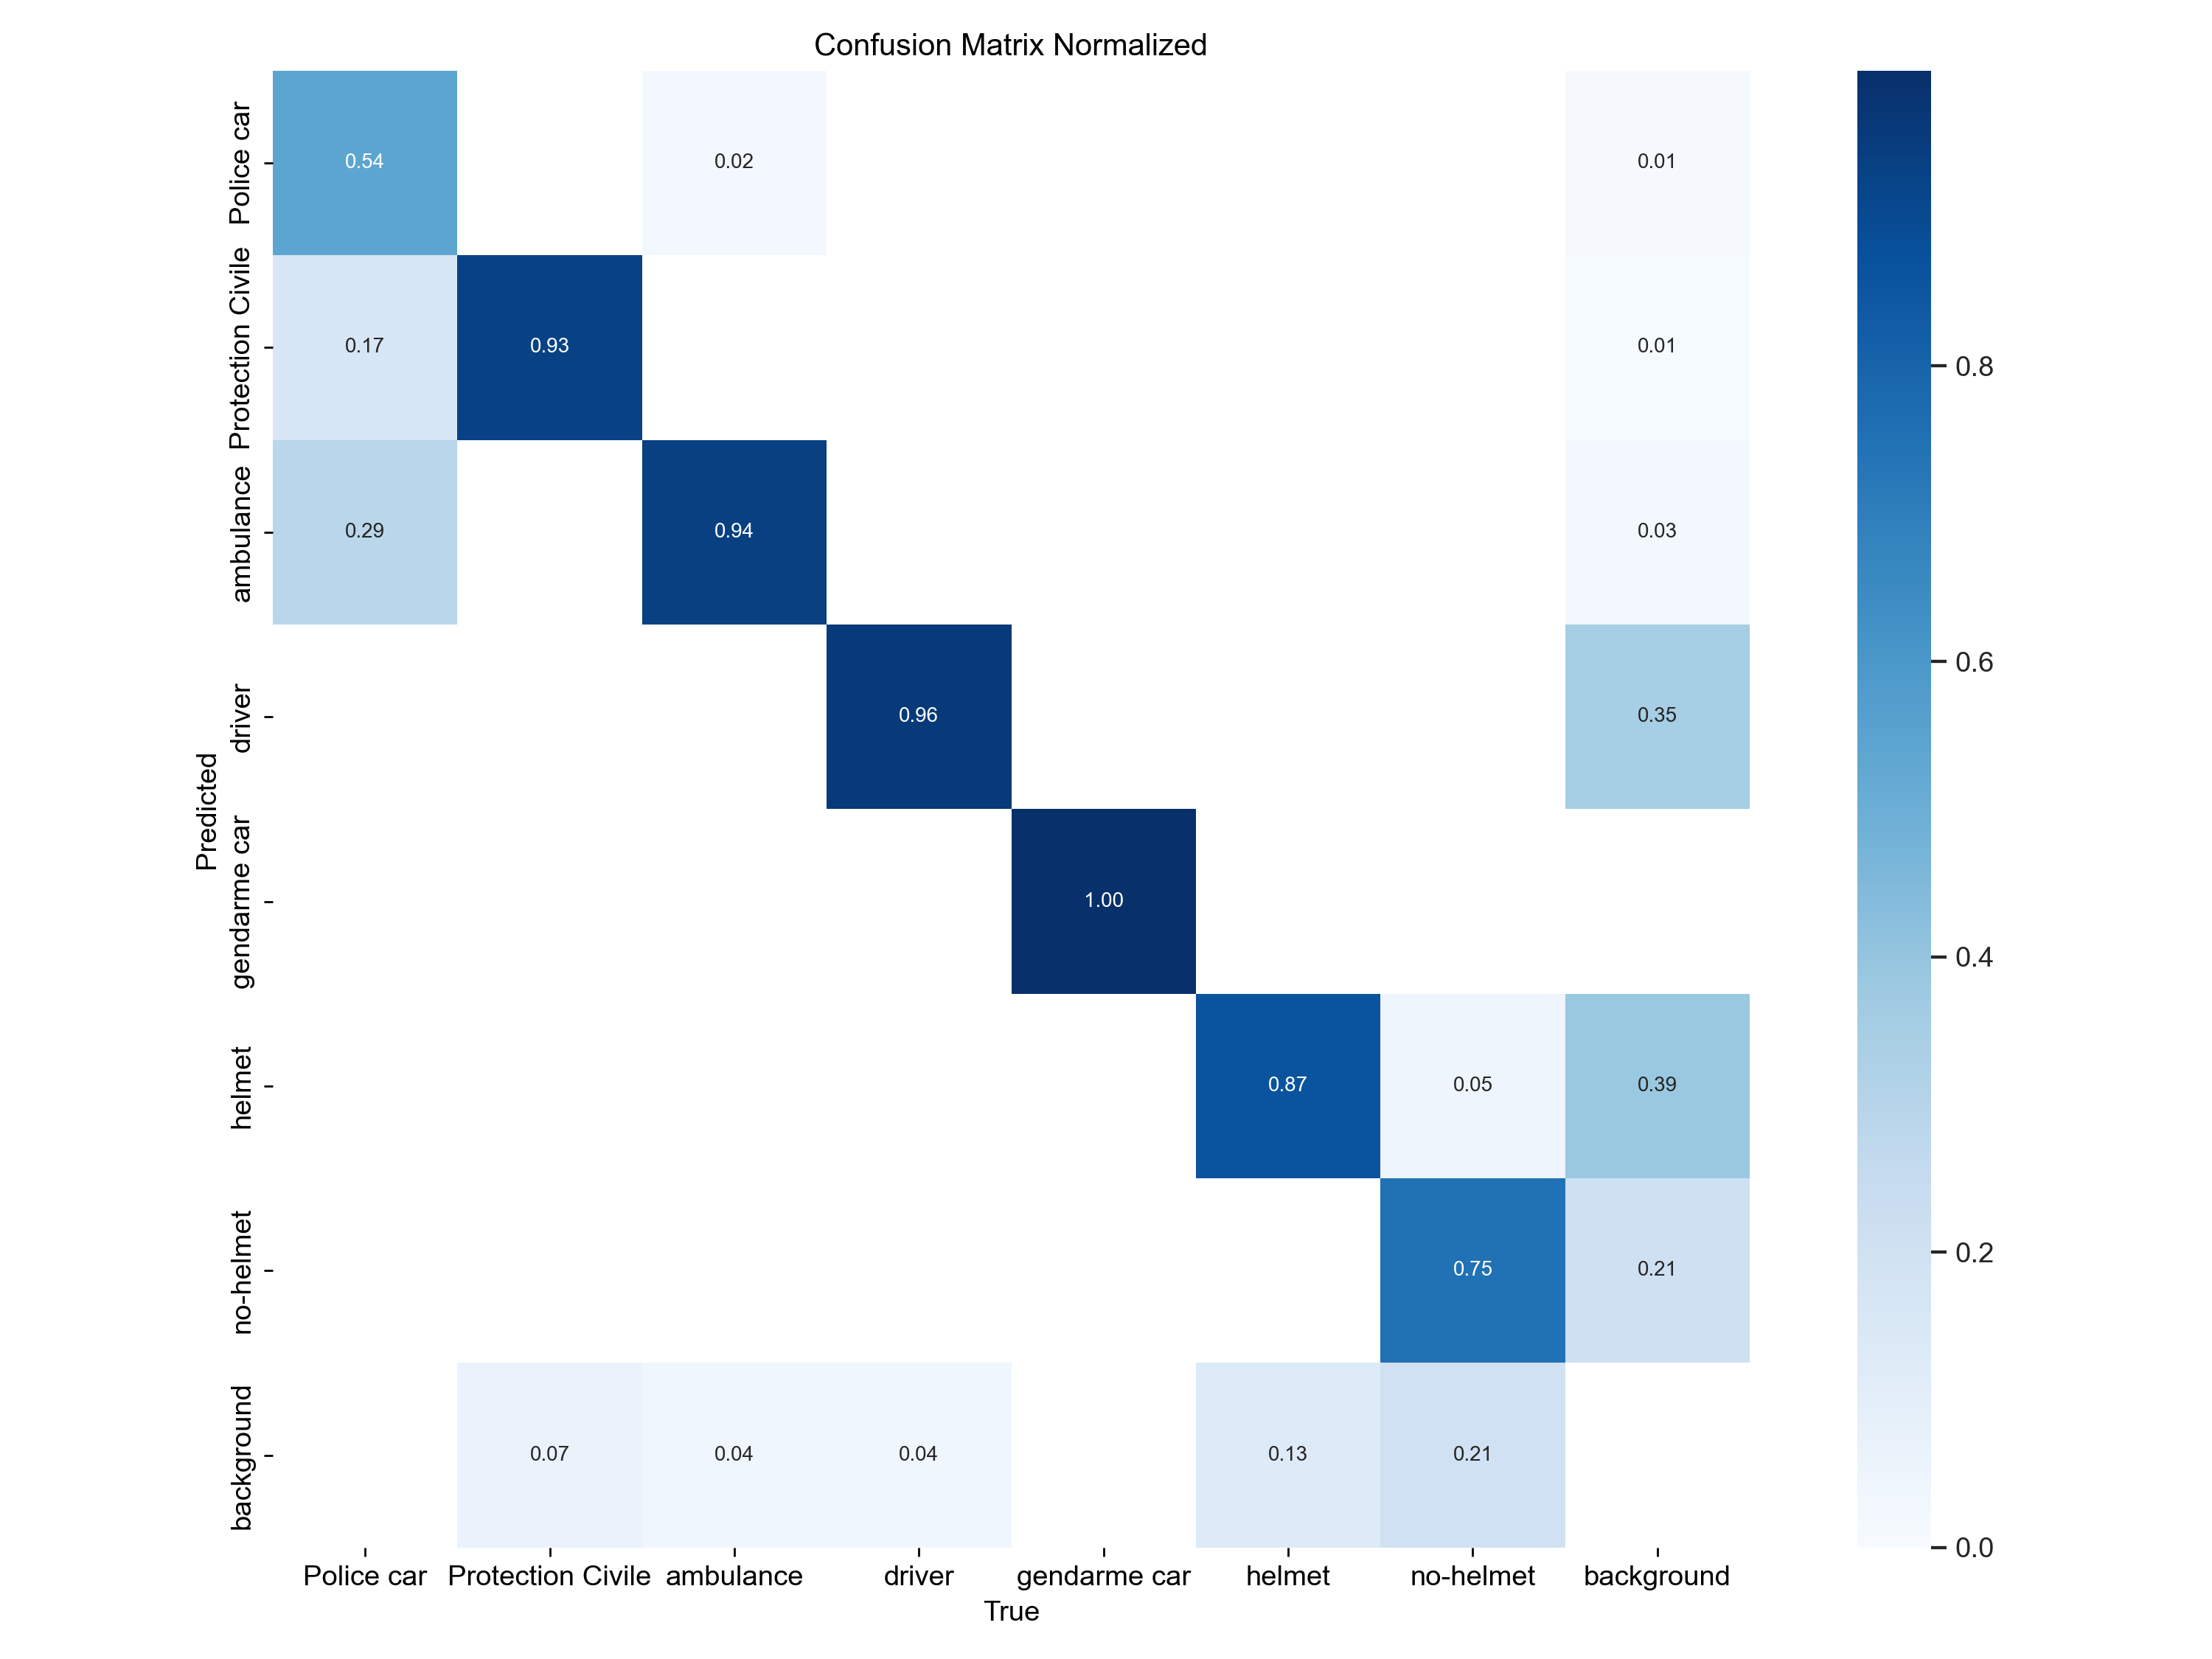 Confusion Matrix Normalized
Police car
0.54
0.02
0.01
Protection Civile
0.17
0.93
0.01
0.8
ambulance
0.29
0.94
0.03
0.6
driver
0.96
0.35
Predicted
gendarme car
1.00
0.4
helmet
0.87
0.05
0.39
no-helmet
0.75
0.21
0.2
background
0.07
0.04
0.04
0.13
0.21
0.0
Police car
Protection Civile
ambulance
driver
gendarme car
helmet
no-helmet
background
True